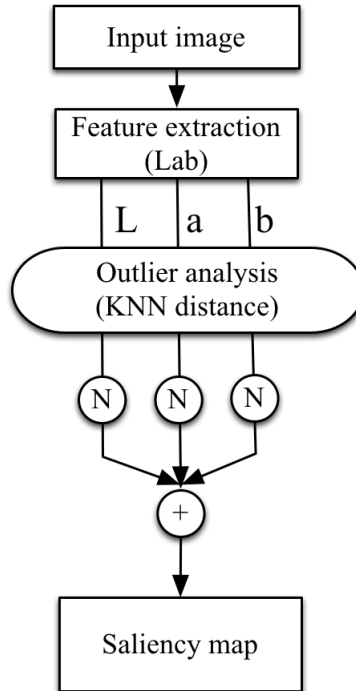 Input image
Feature extraction
(Lab)
L a b
Outlier analysis
(KNN distance)
N N N
+
Saliency map